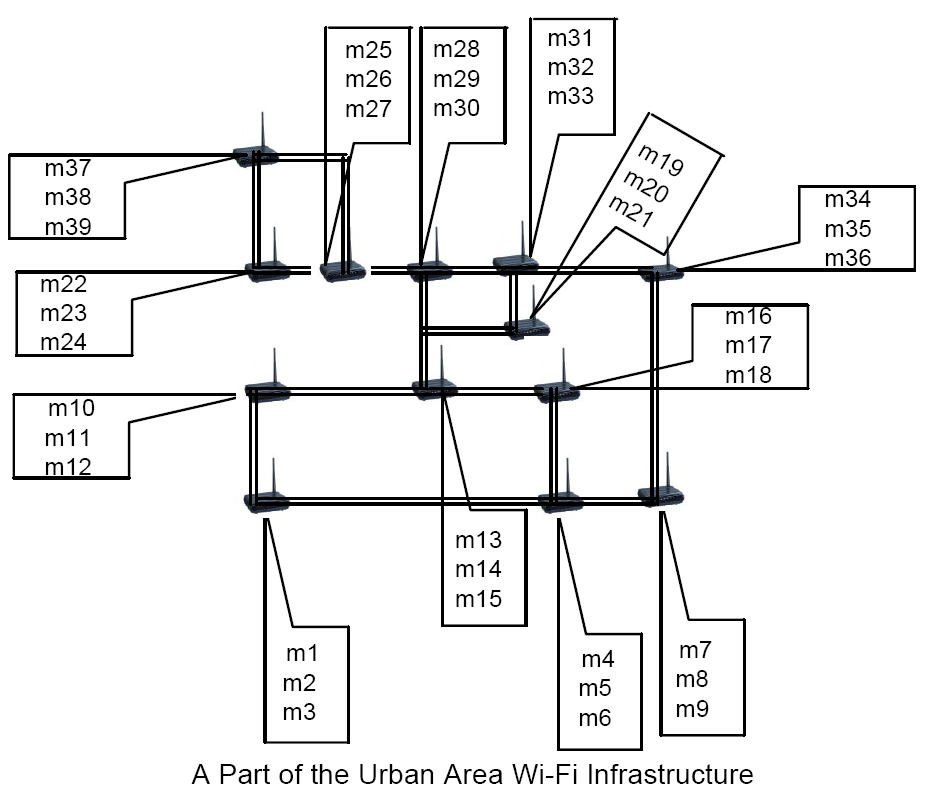 m25
m26
m27
m28
m29
m30
m31
m32
m33
m19
m20
m21
m37
m38
m39
m34
m35
m36
m22
m23
m24
m16
m17
m18
m10
m11
m12
m13
m14
m15
m1
m2
m3
m4
m5
m6
m7
m8
m9
A Part of the Urban Area Wi-Fi Infrastructure